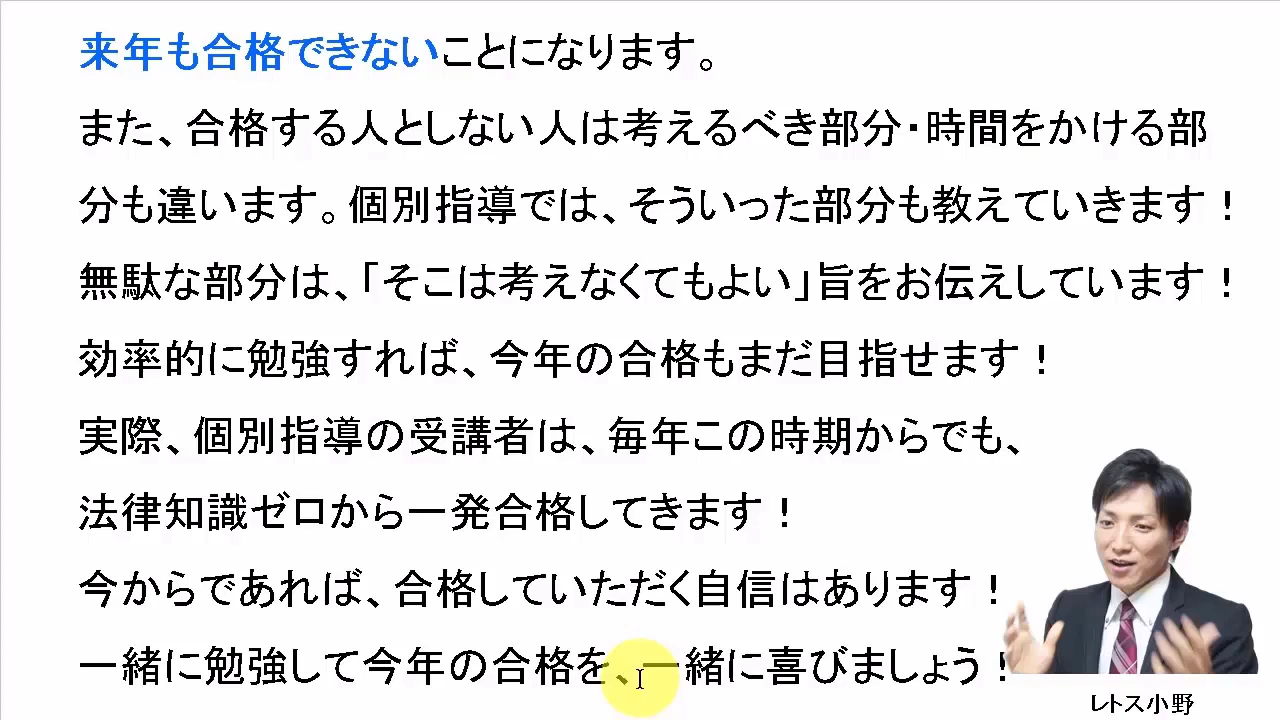 来年も合格できないことになります。
また、合格する人としない人は考えるべき部分・時間をかける部
分も違います。個別指導では、そういった部分も教えていきます！
無駄な部分は、「そこは考えなくてもよい」旨をお伝えしています！
効率的に勉強すれば、今年の合格もまだ目指せます！
実際、個別指導の受講者は、毎年この時期からでも、
法律知識ゼロから一発合格してきます！
今からであれば、合格していただく自信はあります！
一緒に勉強して今年の合格を、一緒に喜びましょう！
レトス小野